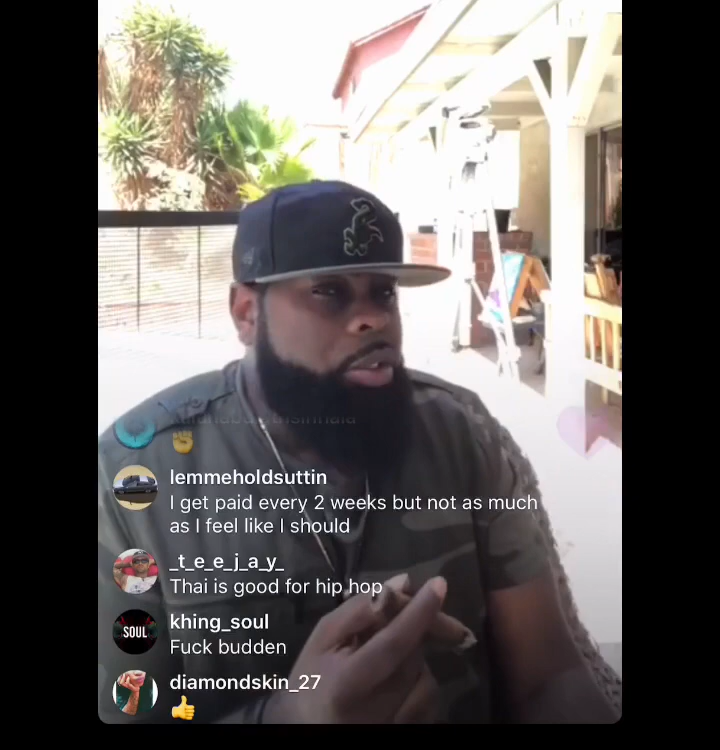 lemmeholdsuttin
I get paid every 2 weeks but not as much
as I feel like I should
_t_e_e_j_a_y_
Thai is good for hip hop
SOUL
khing_soul
Fuck budden
diamondskin_27
👍